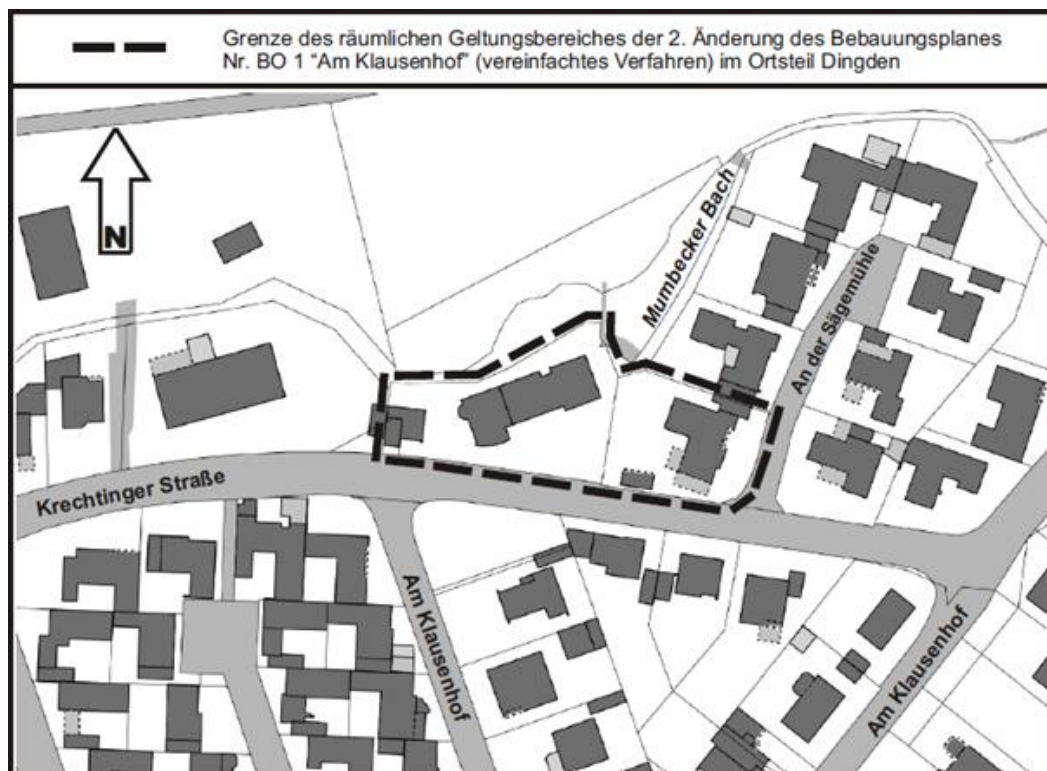 Grenze des räumlichen Geltungsbereiches der 2. Änderung des Bebauungsplanes
Nr. BO 1 "Am Klausenhof" (vereinfachtes Verfahren) im Ortsteil Dingden
N
Mumbecker Bach
An der Sägemühle
Krechtinger Straße
Am Klausenhof
Am Klausenhof